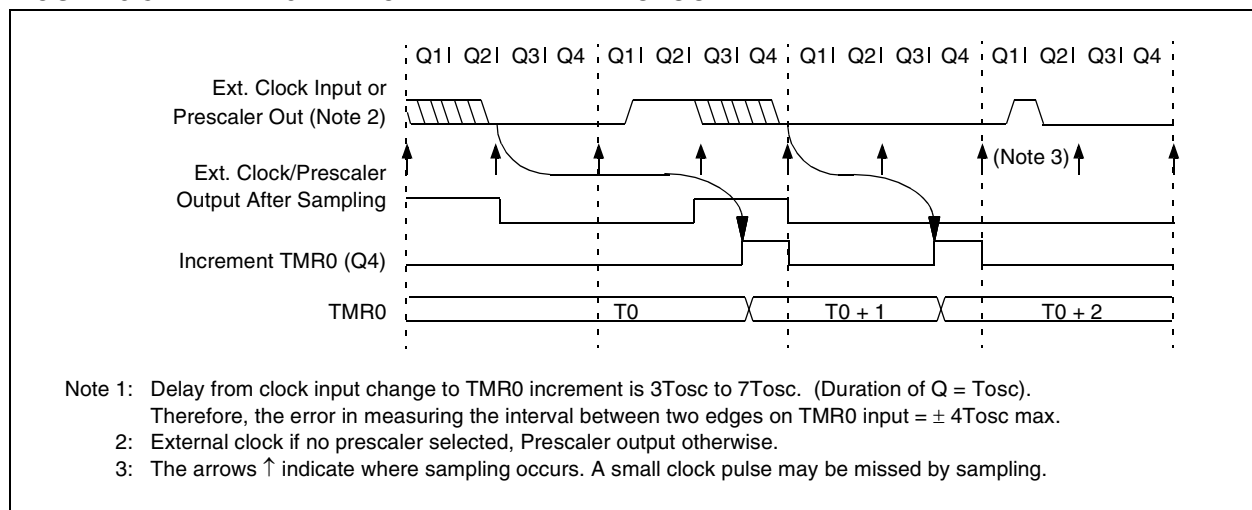 Q1| Q2| Q3| Q4 Q1| Q2| Q3| Q4 Q1| Q2| Q3| Q4 Q1| Q2| Q3| Q4
Ext. Clock Input or
Prescaler Out (Note 2)
(Note 3)
Ext. Clock/Prescaler
Output After Sampling
Increment TMR0 (Q4)
TMR0 T0 T0 + 1 T0 + 2
Note 1: Delay from clock input change to TMR0 increment is 3Tosc to 7Tosc. (Duration of Q = Tosc).
Therefore, the error in measuring the interval between two edges on TMR0 input = ± 4Tosc max.
2: External clock if no prescaler selected, Prescaler output otherwise.
3: The arrows ↑ indicate where sampling occurs. A small clock pulse may be missed by sampling.